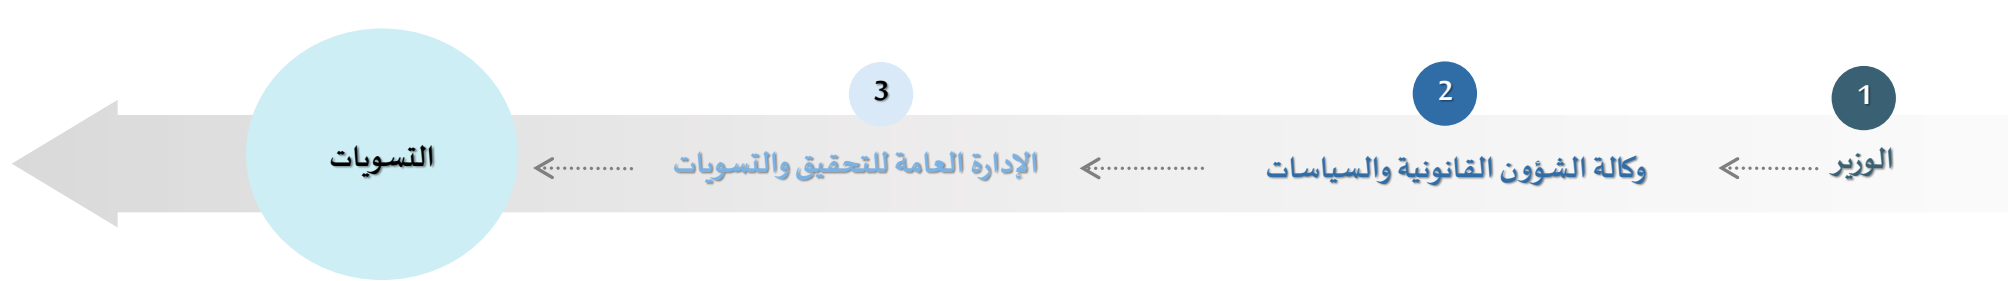 1
الوزير
2
وكالة الشؤون القانونية والسياسات
3
الإدارة العامة للتحقيق والتسويات
التسويات